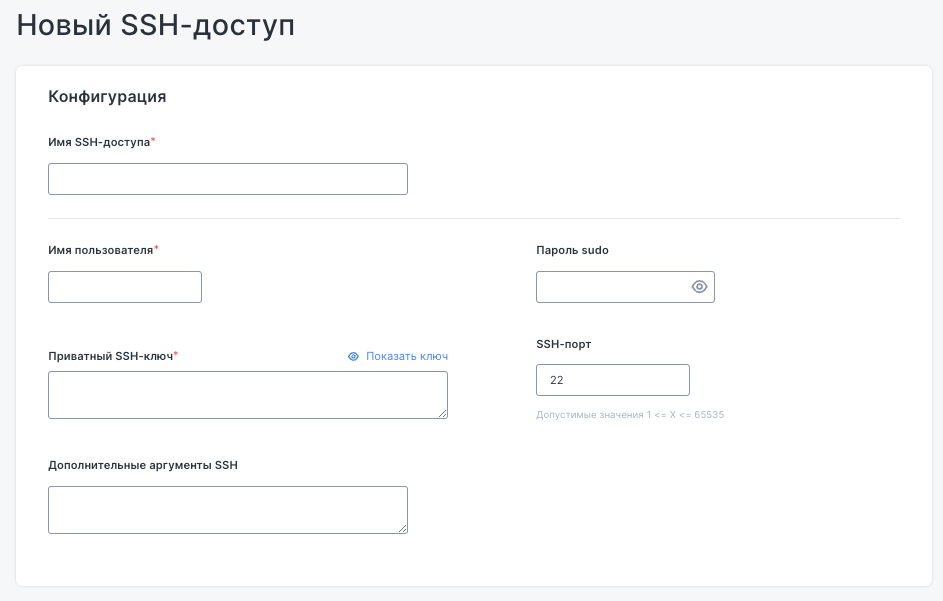 Новый SSH-доступ
Конфигурация
Имя SSH-доступа*
Имя пользователя*
Пароль sudo
Приватный SSH-ключ*
Показать ключ
SSH-порт
22
Допустимые значения 1 <= X <= 65535
Дополнительные аргументы SSH